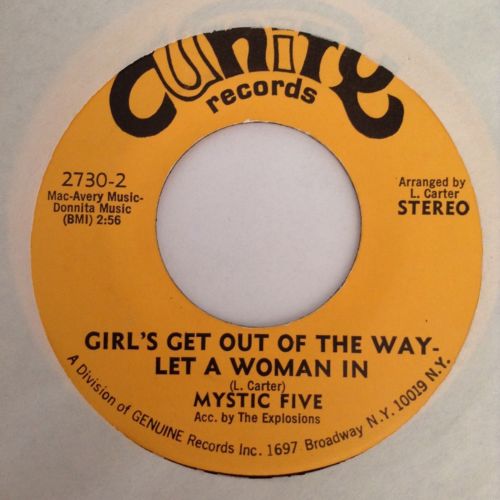 cunite
records
2730-2
Mac-Avery Music-
Donnita Music
(BMI) 2:56
Arranged by
L. Carter
STEREO
GIRL'S GET OUT OF THE WAY-
LET A WOMAN IN
(L. Carter)
MYSTIC FIVE
Acc. by The Explosions
A Division of GENUINE Records Inc. 1697 Broadway N.Y. 10019 N.Y.